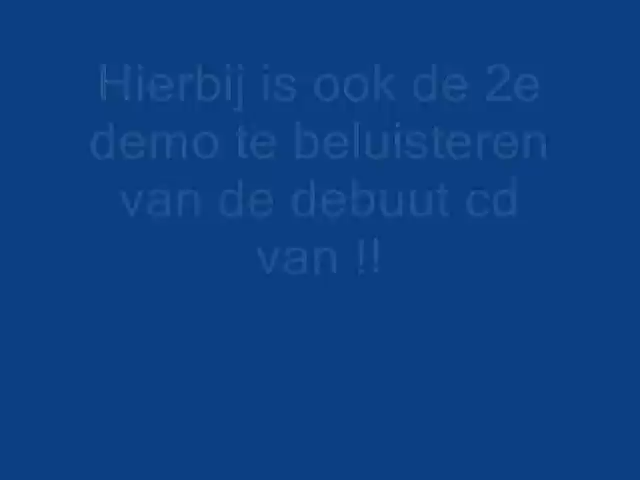 Hierbij is ook de 2e
demo te beluisteren
van de debuut cd
van !!